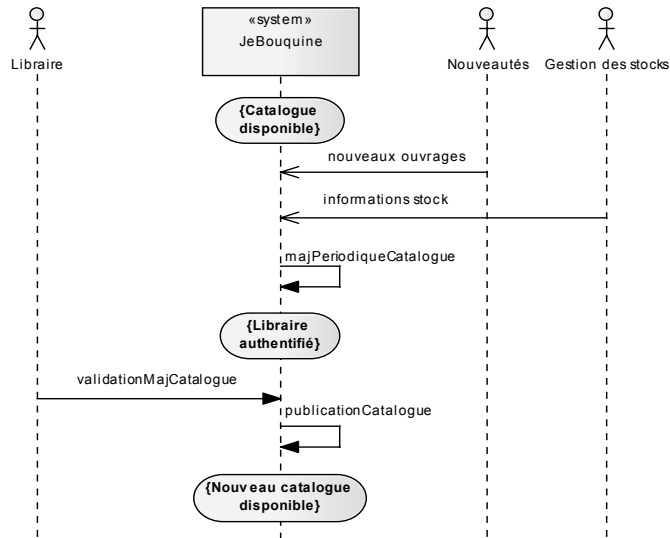 «system»
JeBouquine
Libraire
Nouveautés
Gestion des stocks
{Catalogue
disponible}
nouveaux ouvrages
informations stock
majPeriodiqueCatalogue
{Libraire
authentifié}
validationMajCatalogue
publicationCatalogue
{Nouveau catalogue
disponible}